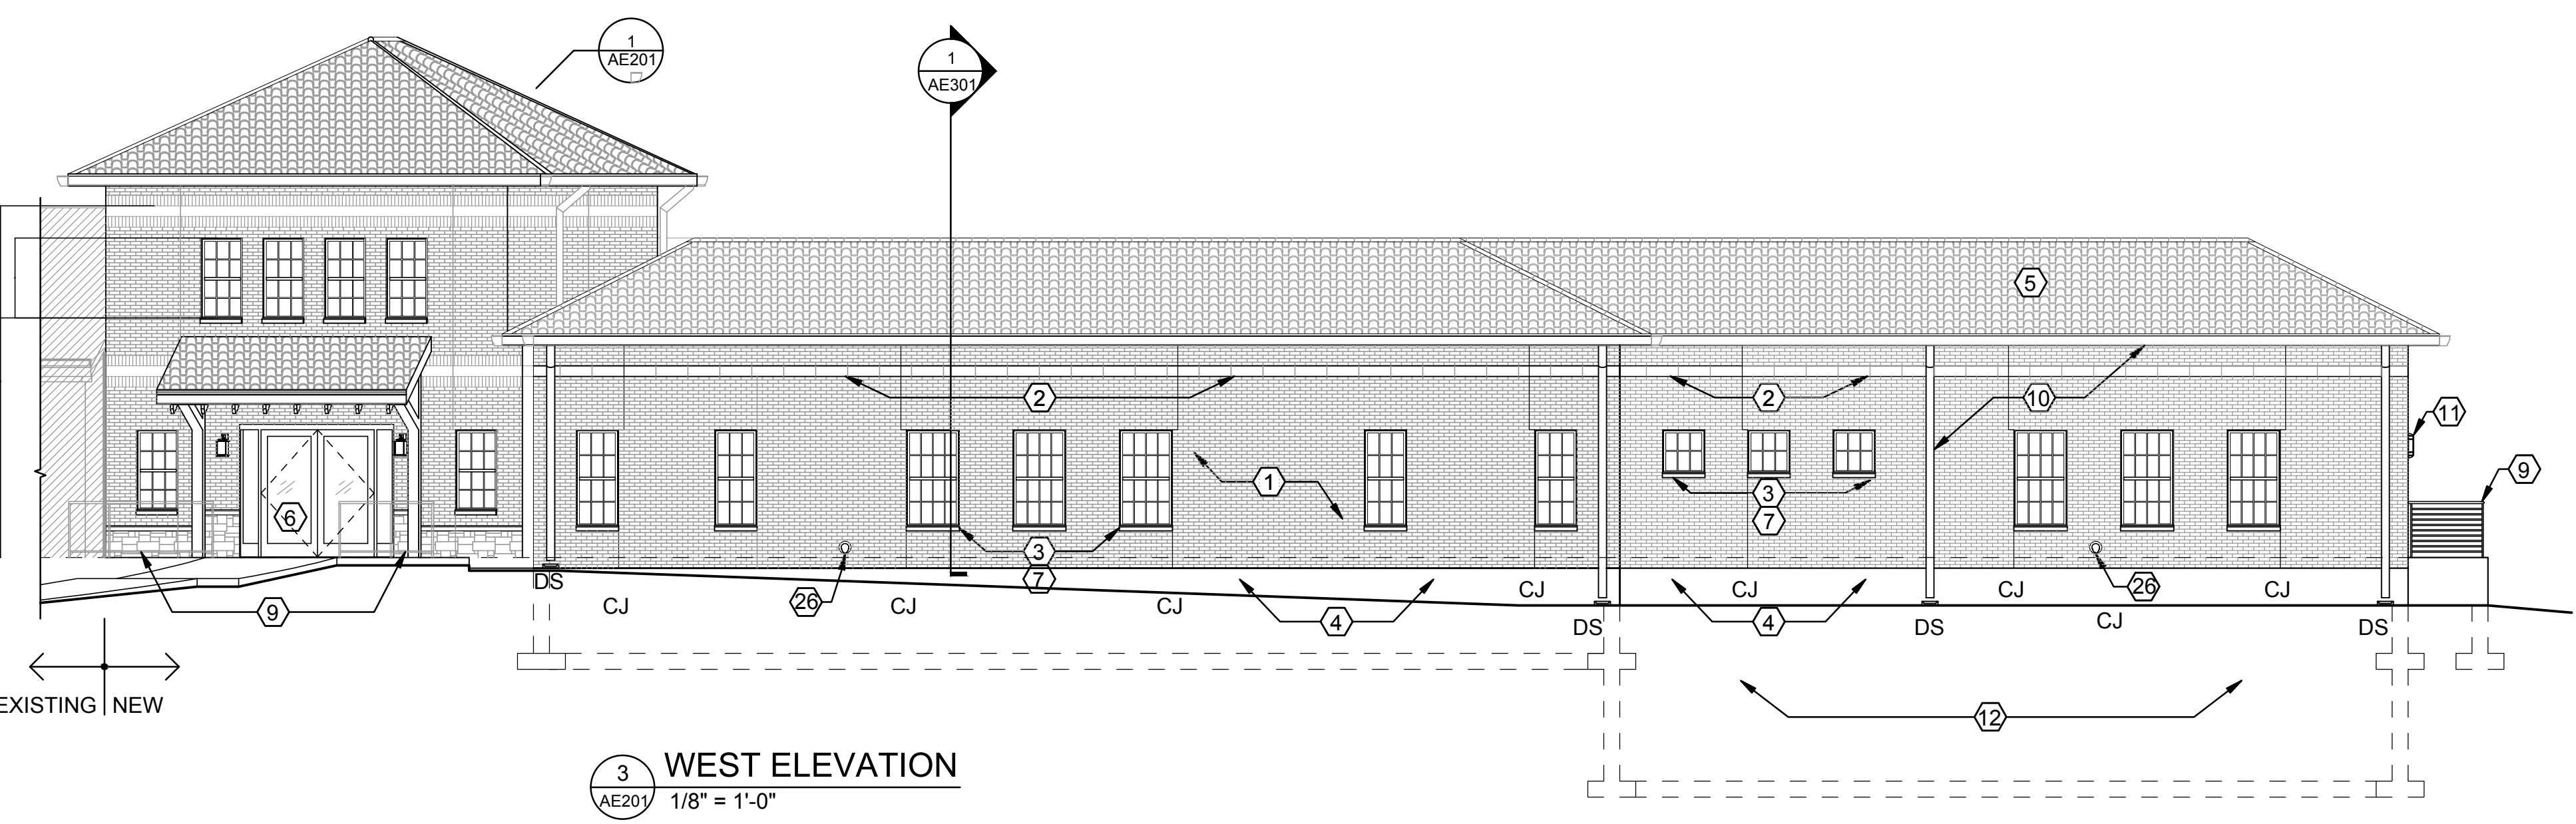 1
AE201
1
AE301
5
2
2
10
11
1
3
7
9
6
3
7
26
26
DS
CJ
CJ
CJ
CJ
CJ
CJ
CJ
9
4
4
DS
DS
CJ
DS
EXISTING NEW
12
3
AE201
WEST ELEVATION
1/8" = 1'-0"